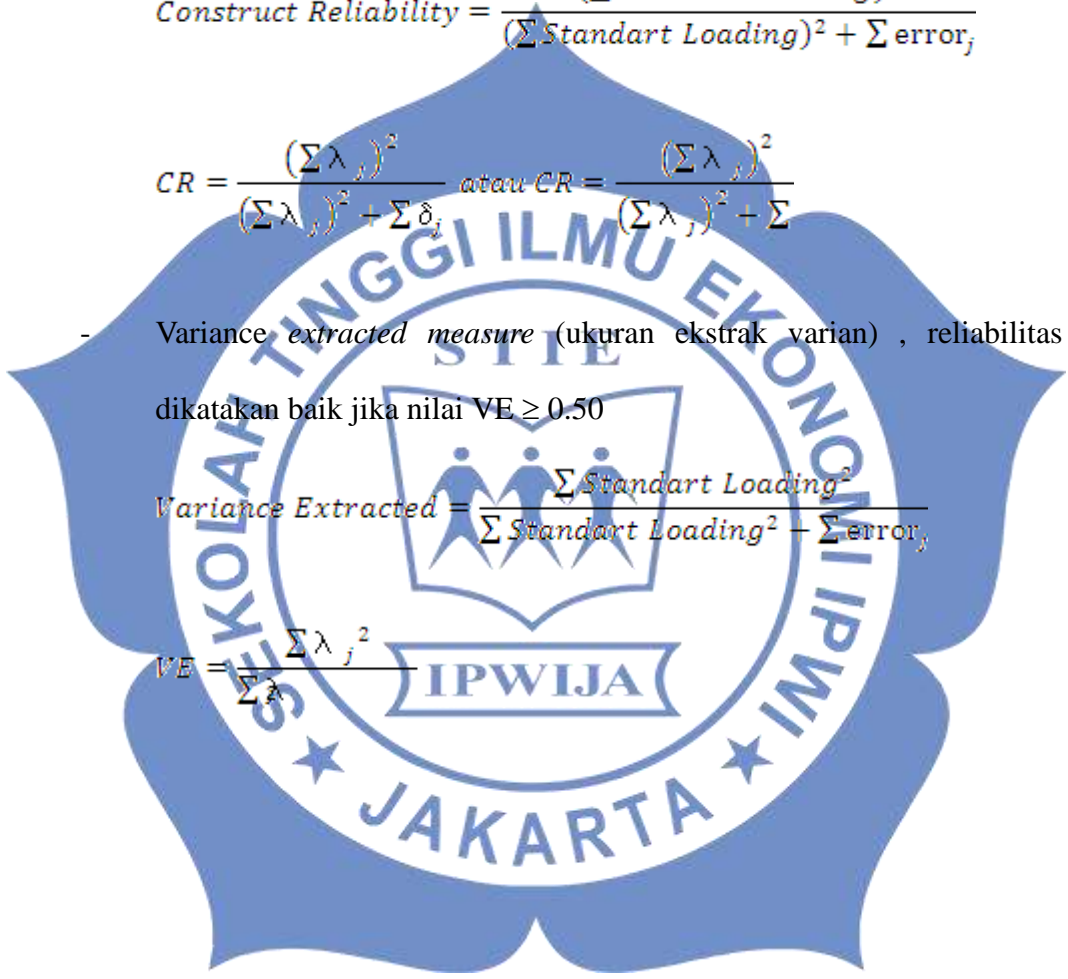 Construct Reliability = 
(∑Standart Loading)² + ∑ error_j
CR = (∑λ_j)² / (∑λ_j)² + ∑δ_j atau CR = (∑λ_j)² / (∑λ_j)² + ∑
- Variance extracted measure (ukuran ekstrak varian) , reliabilitas
dikatakan baik jika nilai VE ≥ 0.50
Variance Extracted = ∑Standart Loading² / ∑Standart Loading² + ∑ error_j
VE = ∑λ_j² / ∑λ
SEKOLAH TINGGI ILMU EKONOMI IPWI
STIE
IPWIJA
★ JAKARTA ★